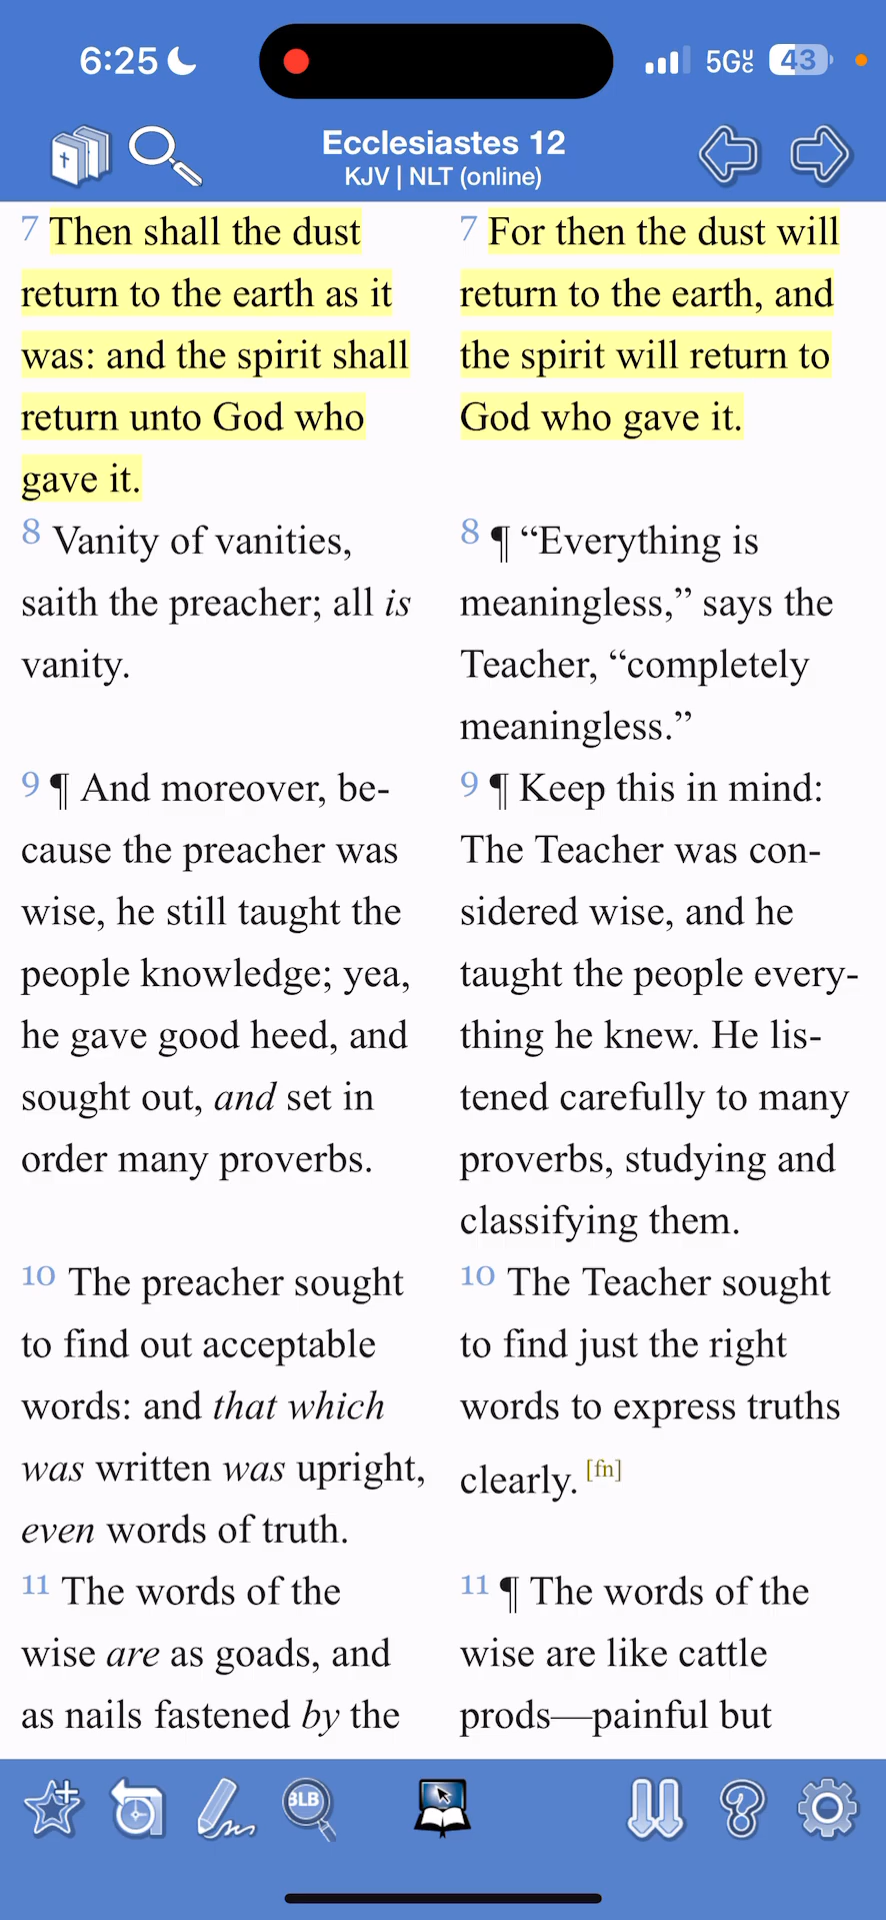 6:25
5G
43
Ecclesiastes 12
KJV | NLT (online)
7 Then shall the dust
return to the earth as it
was: and the spirit shall
return unto God who
gave it.
8 Vanity of vanities,
saith the preacher; all is
vanity.
9 ¶ And moreover, be-
cause the preacher was
wise, he still taught the
people knowledge; yea,
he gave good heed, and
sought out, and set in
order many proverbs.
10 The preacher sought
to find out acceptable
words: and that which
was written was upright,
even words of truth.
11 The words of the
wise are as goads, and
as nails fastened by the
7 For then the dust will
return to the earth, and
the spirit will return to
God who gave it.
8 ¶ “Everything is
meaningless,” says the
Teacher, “completely
meaningless.”
9 ¶ Keep this in mind:
The Teacher was con-
sidered wise, and he
taught the people every-
thing he knew. He lis-
tened carefully to many
proverbs, studying and
classifying them.
10 The Teacher sought
to find just the right
words to express truths
clearly. [fn]
11 ¶ The words of the
wise are like cattle
prods—painful but
BLB